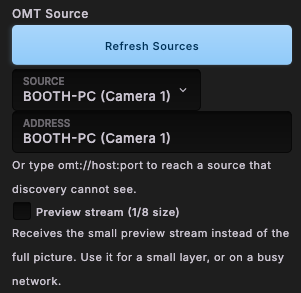 OMT Source
Refresh Sources
SOURCE
BOOTH-PC (Camera 1)
ADDRESS
BOOTH-PC (Camera 1)
Or type omt://host:port to reach a source that
discovery cannot see.
Preview stream (1/8 size)
Receives the small preview stream instead of the
full picture. Use it for a small layer, or on a busy
network.